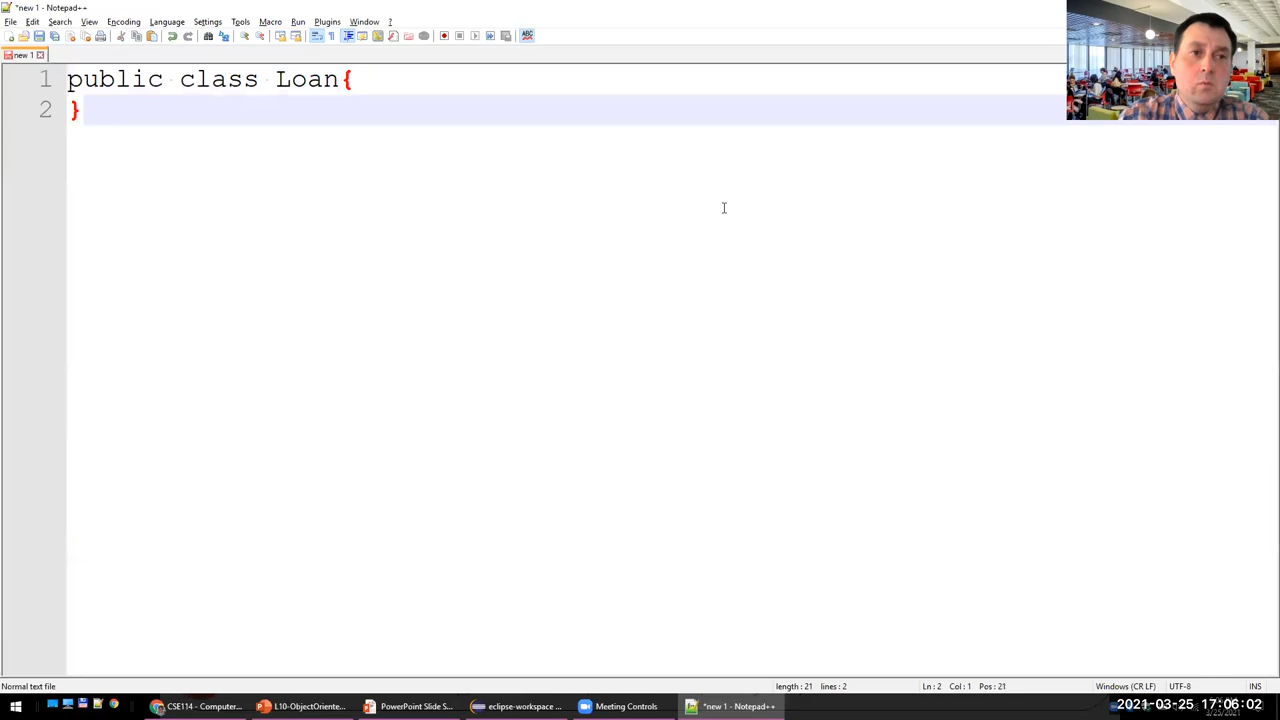 *new 1 - Notepad++
File Edit Search View Encoding Language Settings Tools Macro Run Plugins Window ?
new 1
1 public class Loan{
2 }
Normal text file length : 21 lines : 2 Ln : 2 Col : 1 Pos : 21 Windows (CR LF) UTF-8 INS
CSE114 - Computer... L10-ObjectOriente... PowerPoint Slide S... eclipse-workspace ... Meeting Controls *new 1 - Notepad++
2021-03-25 17:06:02
3/25/2021